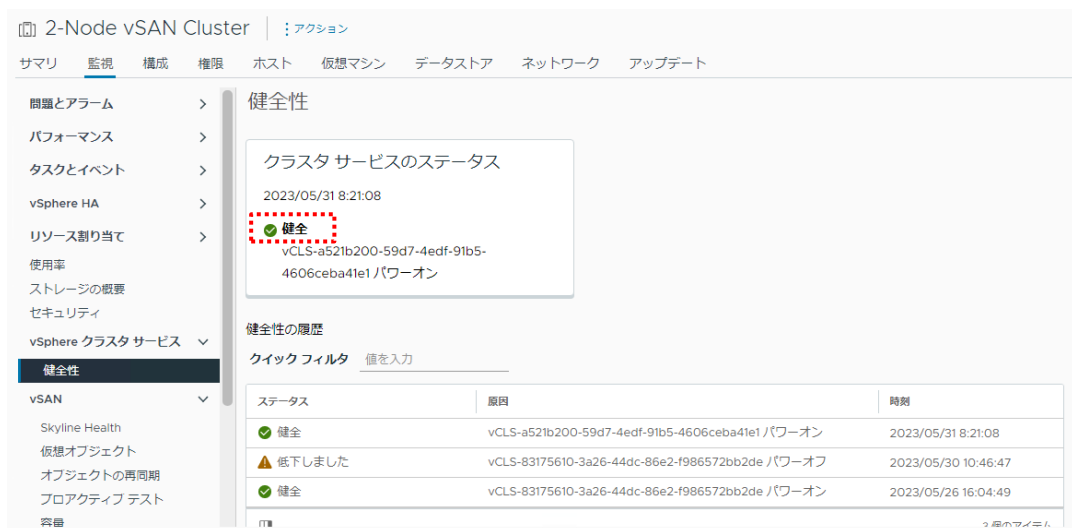 2-Node vSAN Cluster アクション
サマリ 監視 構成 権限 ホスト 仮想マシン データストア ネットワーク アップデート
問題とアラーム
パフォーマンス
タスクとイベント
vSphere HA
リソース割り当て
使用率
ストレージの概要
セキュリティ
vSphere クラスタ サービス
健全性
vSAN
Skyline Health
仮想オブジェクト
オブジェクトの再同期
プロアクティブ テスト
容量
健全性
クラスタ サービスのステータス
2023/05/31 8:21:08
健全
vCLS-a521b200-59d7-4edf-91b5-
4606ceba41e1 パワーオン
健全性の履歴
クイック フィルタ 値を入力
ステータス 原因 時刻
健全 vCLS-a521b200-59d7-4edf-91b5-4606ceba41e1 パワーオン 2023/05/31 8:21:08
低下しました vCLS-83175610-3a26-44dc-86e2-f986572bb2de パワーオフ 2023/05/30 10:46:47
健全 vCLS-83175610-3a26-44dc-86e2-f986572bb2de パワーオン 2023/05/26 16:04:49
3 個のアイテム